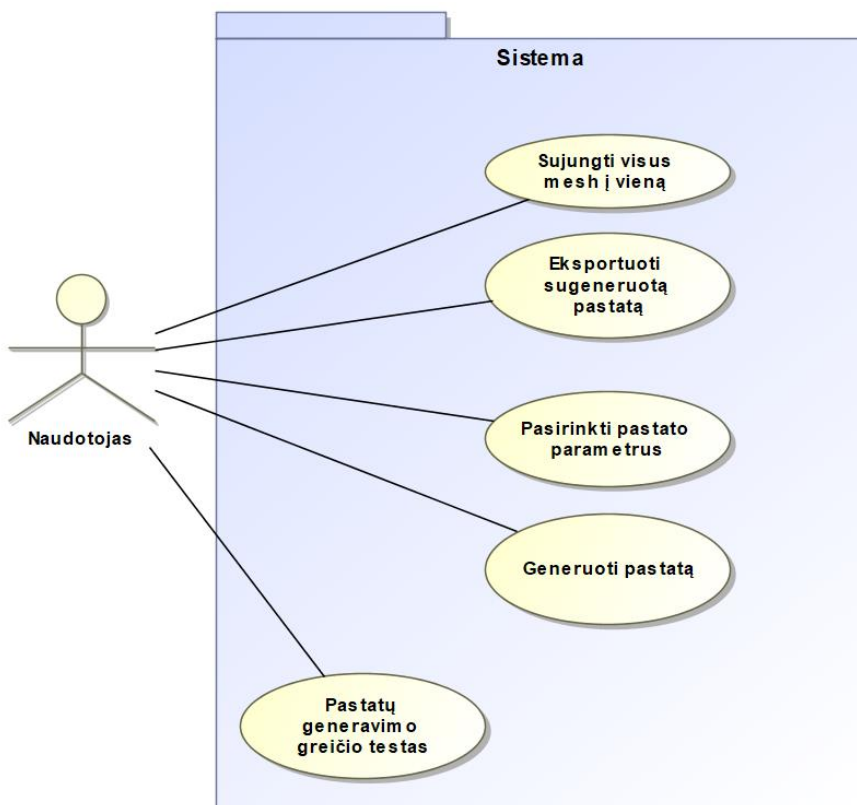 Sistema
Sujungti visus
mesh į vieną
Eksportuoti
sugeneruotą
pastatą
Naudotojas
Pasirinkti pastato
parametrus
Generuoti pastatą
Pastatų
generavimo
greičio testas